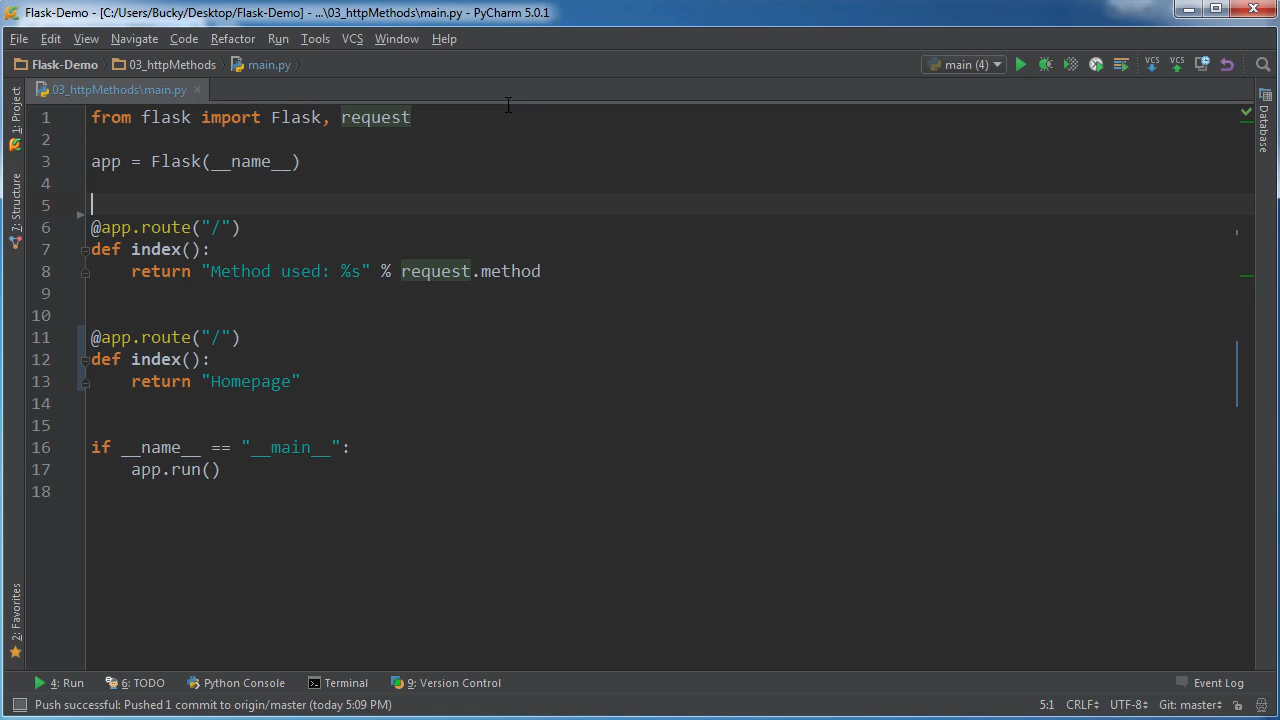 Flask-Demo - [C:/Users/Bucky/Desktop/Flask-Demo] - ...\03_httpMethods\main.py - PyCharm 5.0.1
File Edit View Navigate Code Refactor Run Tools VCS Window Help
Flask-Demo 03_httpMethods main.py main (4) VCS VCS
1: Project
7: Structure
2: Favorites
Database
03_httpMethods\main.py
1 from flask import Flask, request
2
3 app = Flask(__name__)
4
5
6 @app.route("/")
7 def index():
8     return "Method used: %s" % request.method
9
10
11 @app.route("/")
12 def index():
13     return "Homepage"
14
15
16 if __name__ == "__main__":
17     app.run()
18
4: Run 6: TODO Python Console Terminal 9: Version Control Event Log
Push successful: Pushed 1 commit to origin/master (today 5:09 PM) 5:1 CRLF UTF-8 Git: master